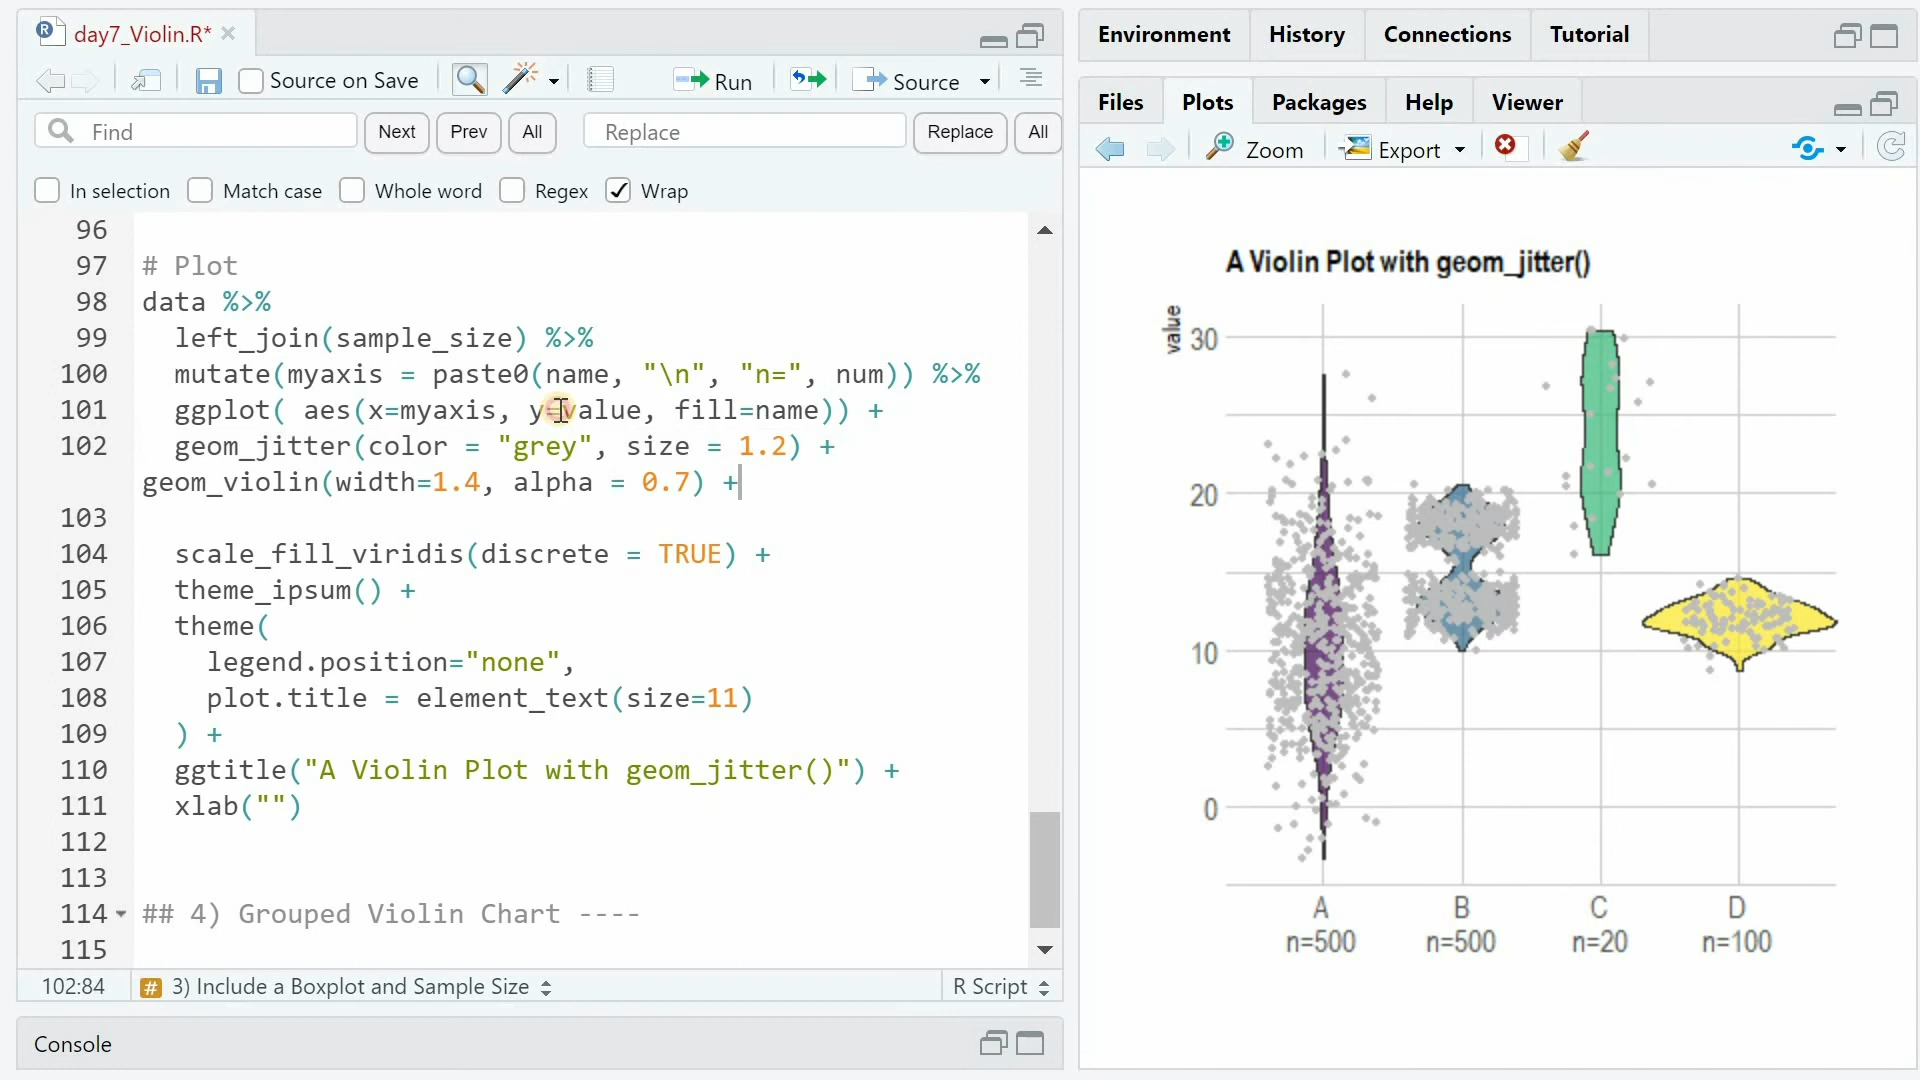 day7_Violin.R*
Source on Save
Run
Source
Find
Next
Prev
All
Replace
Replace
All
In selection
Match case
Whole word
Regex
Wrap
96
97 # Plot
98 data %>%
99 left_join(sample_size) %>%
100 mutate(myaxis = paste0(name, "\n", "n=", num)) %>%
101 ggplot( aes(x=myaxis, y=value, fill=name)) +
102 geom_jitter(color = "grey", size = 1.2) +
geom_violin(width=1.4, alpha = 0.7) +
103
104 scale_fill_viridis(discrete = TRUE) +
105 theme_ipsum() +
106 theme(
107 legend.position="none",
108 plot.title = element_text(size=11)
109 ) +
110 ggtitle("A Violin Plot with geom_jitter()") +
111 xlab("")
112
113
114 ## 4) Grouped Violin Chart ----
115
102:84
# 3) Include a Boxplot and Sample Size
R Script
Console
Environment
History
Connections
Tutorial
Files
Plots
Packages
Help
Viewer
Zoom
Export
A Violin Plot with geom_jitter()
value
30
20
10
0
A
B
C
D
n=500
n=500
n=20
n=100